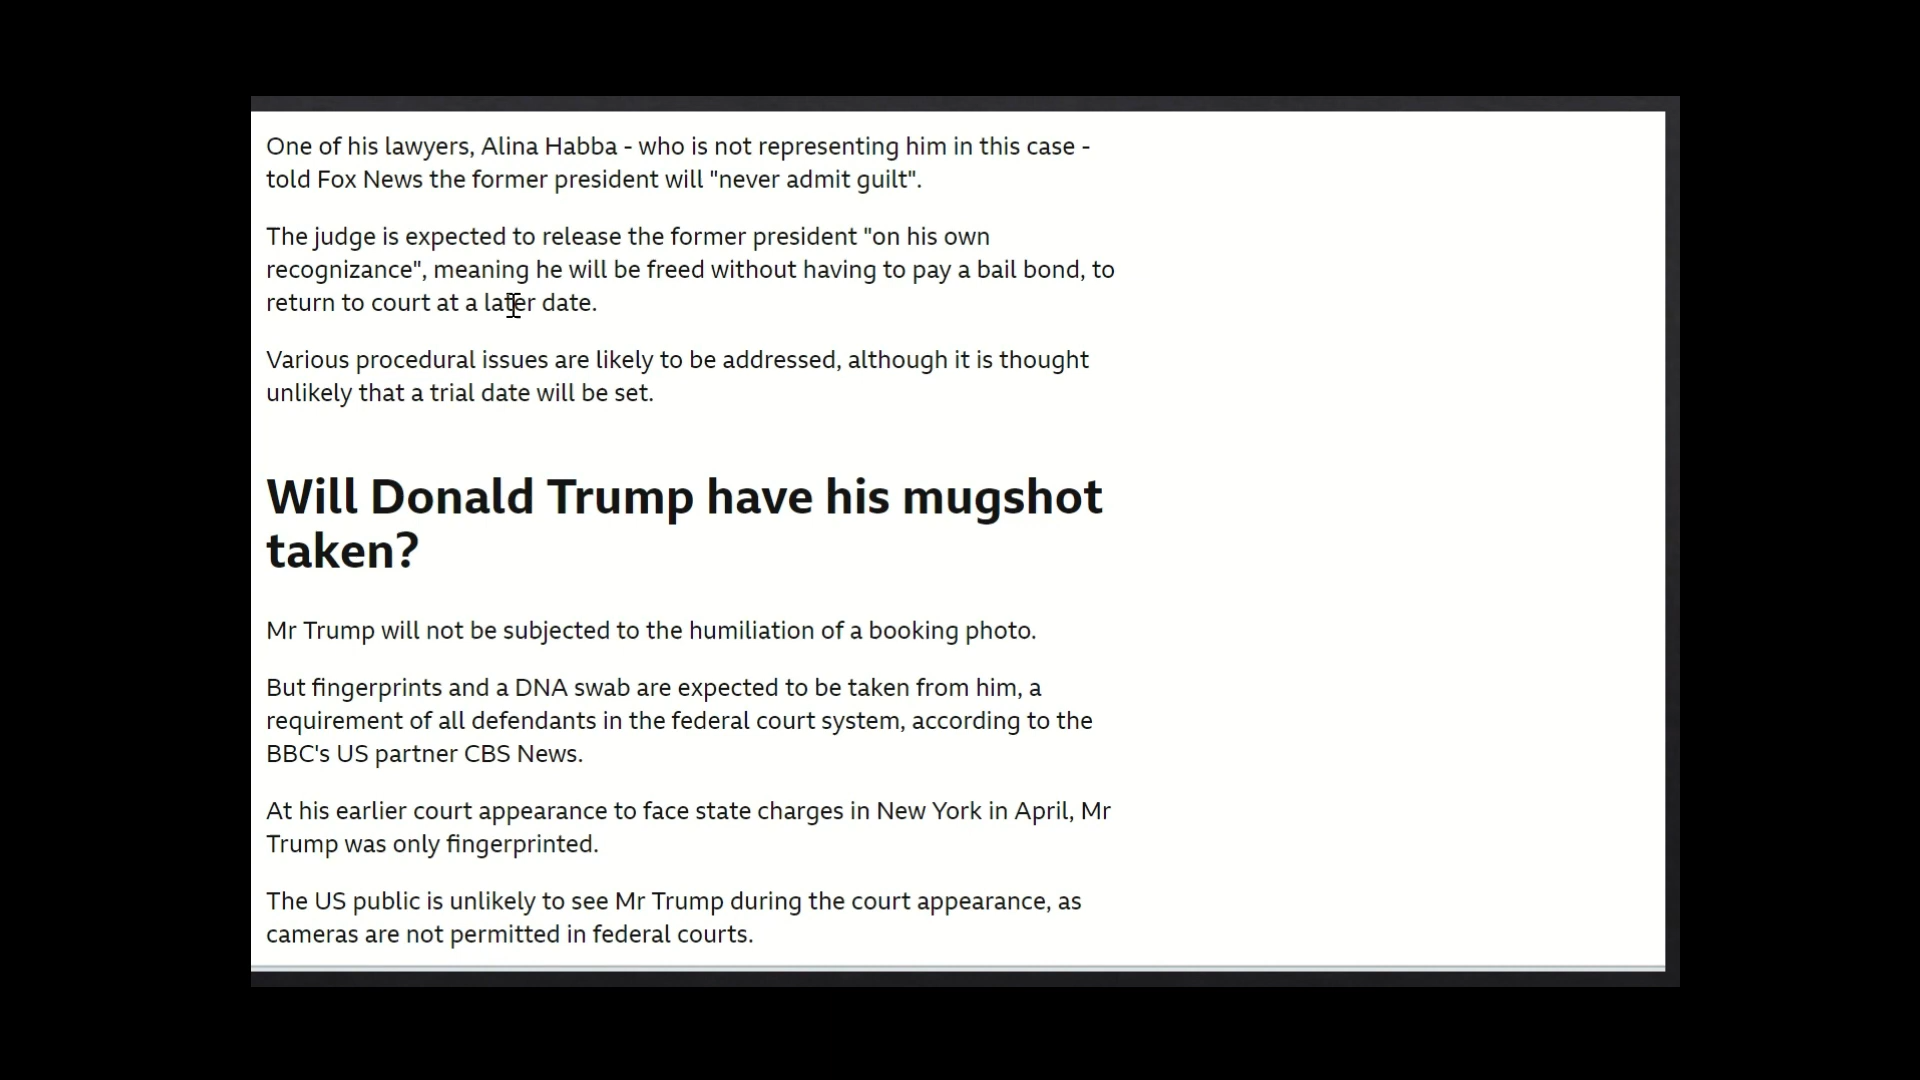 One of his lawyers, Alina Habba - who is not representing him in this case -
told Fox News the former president will "never admit guilt".
The judge is expected to release the former president "on his own
recognizance", meaning he will be freed without having to pay a bail bond, to
return to court at a later date.
Various procedural issues are likely to be addressed, although it is thought
unlikely that a trial date will be set.
Will Donald Trump have his mugshot
taken?
Mr Trump will not be subjected to the humiliation of a booking photo.
But fingerprints and a DNA swab are expected to be taken from him, a
requirement of all defendants in the federal court system, according to the
BBC's US partner CBS News.
At his earlier court appearance to face state charges in New York in April, Mr
Trump was only fingerprinted.
The US public is unlikely to see Mr Trump during the court appearance, as
cameras are not permitted in federal courts.